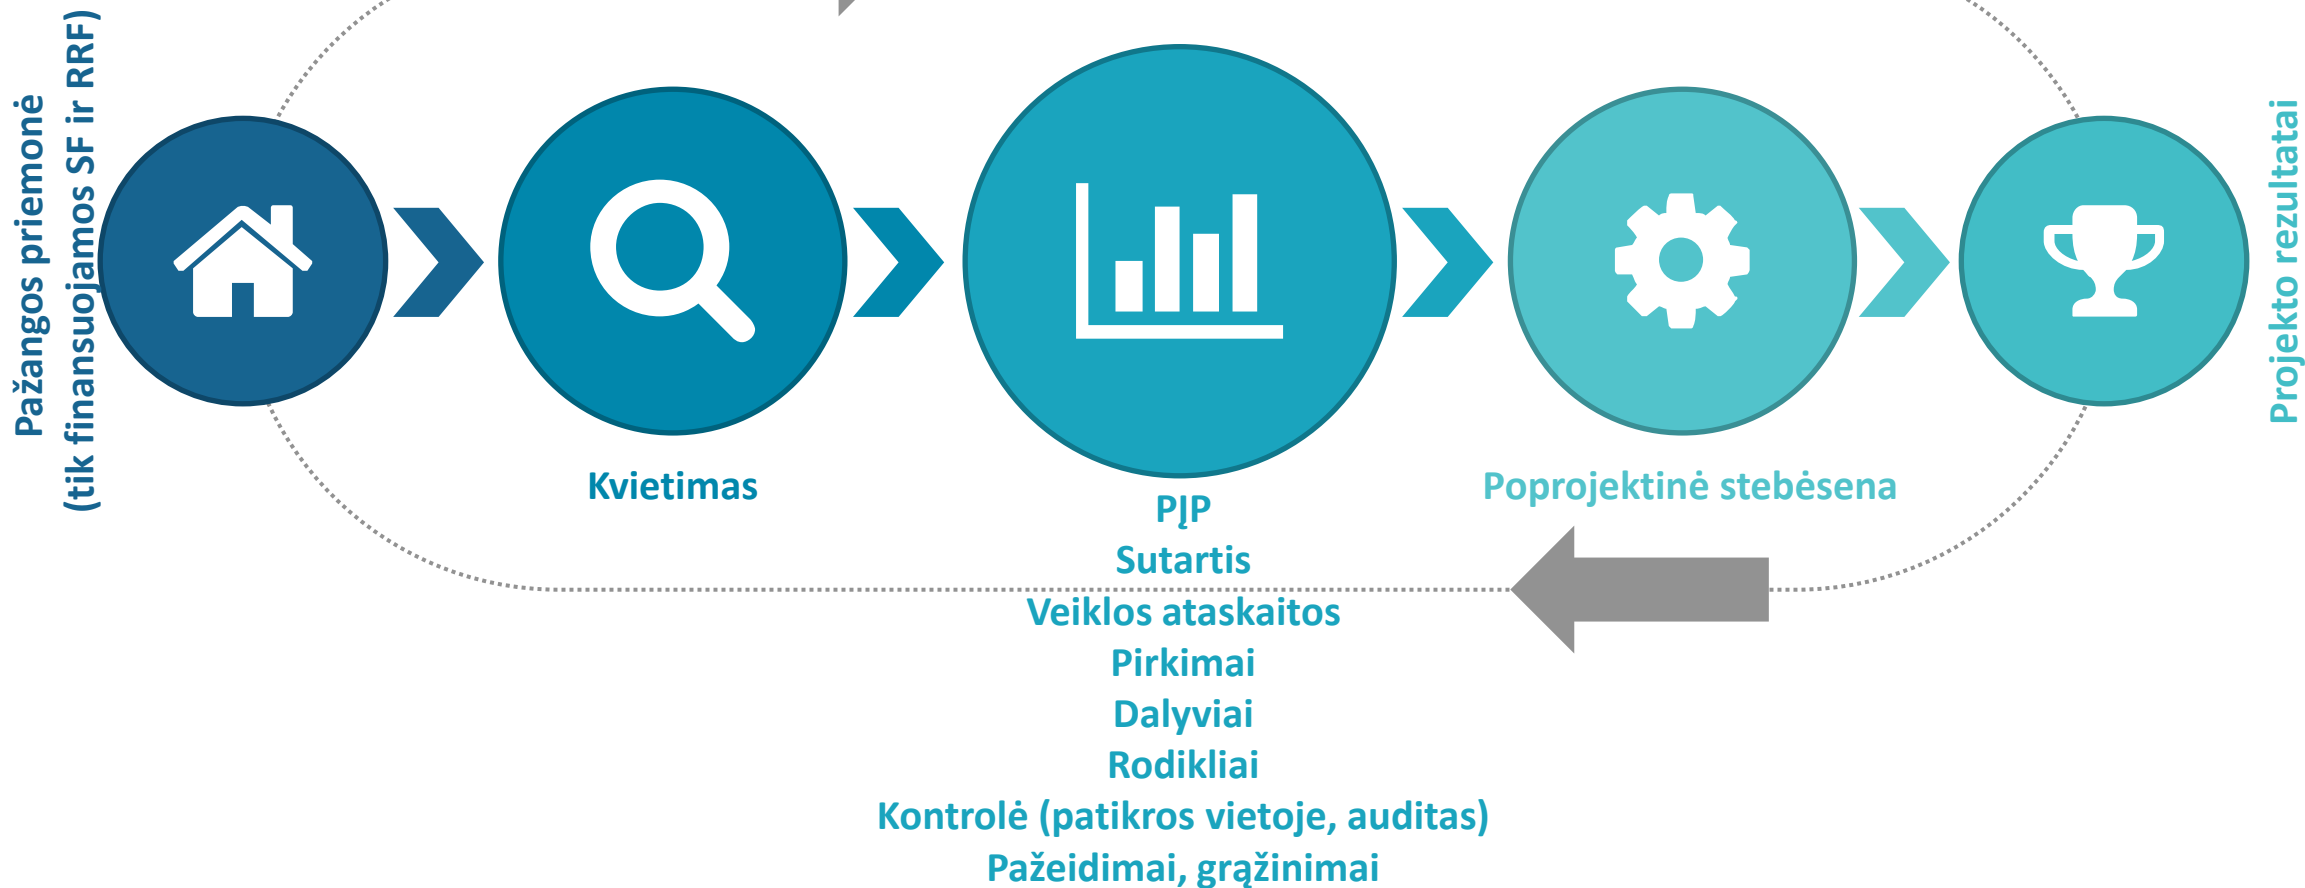 Pažangos priemonė
(tik finansuojamos SF ir RRF)
Kvietimas
PĮP
Sutartis
Veiklos ataskaitos
Pirkimai
Dalyviai
Rodikliai
Kontrolė (patikros vietoje, auditas)
Pažeidimai, grąžinimai
Poprojektinė stebėsena
Projekto rezultatai